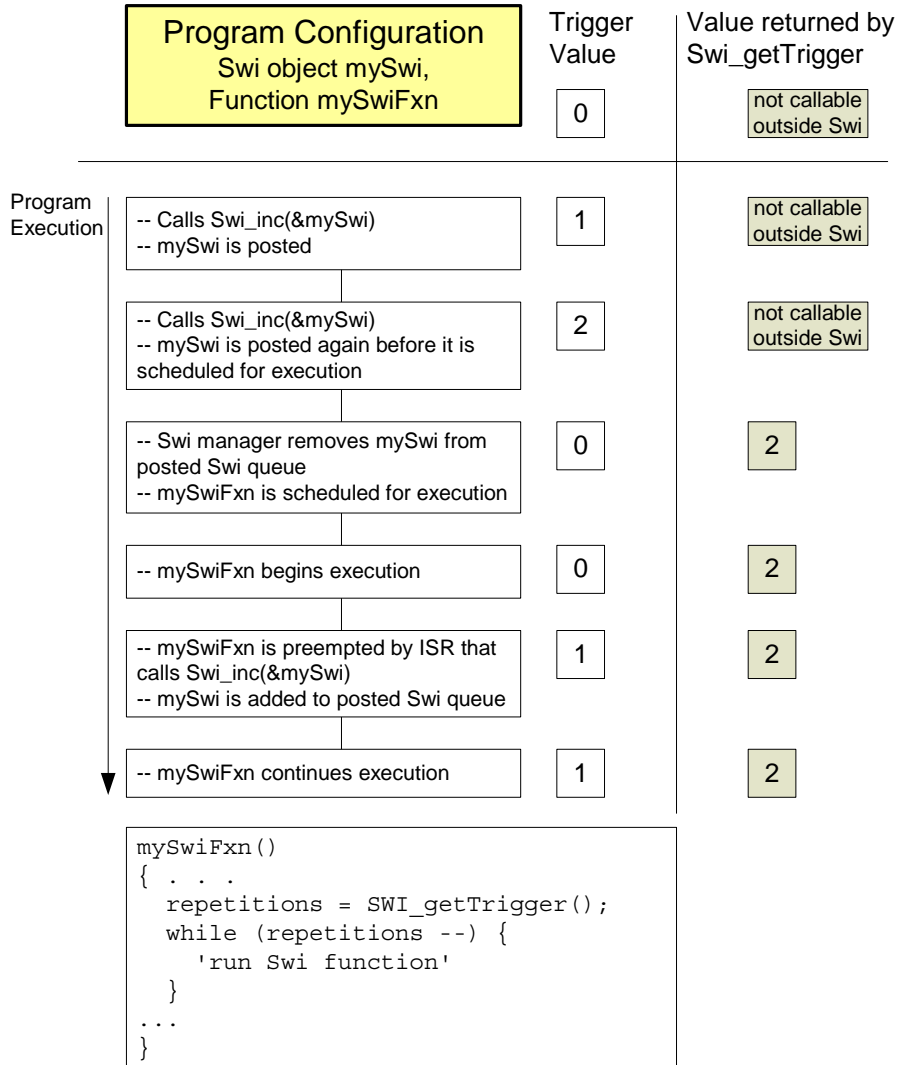 Program Configuration
Swi object mySwi,
Function mySwiFxn
Trigger
Value
Value returned by
Swi_getTrigger
0
not callable
outside Swi
Program
Execution
-- Calls Swi_inc(&mySwi)
-- mySwi is posted
1
not callable
outside Swi
-- Calls Swi_inc(&mySwi)
-- mySwi is posted again before it is
scheduled for execution
2
not callable
outside Swi
-- Swi manager removes mySwi from
posted Swi queue
-- mySwiFxn is scheduled for execution
0
2
-- mySwiFxn begins execution
0
2
-- mySwiFxn is preempted by ISR that
calls Swi_inc(&mySwi)
-- mySwi is added to posted Swi queue
1
2
-- mySwiFxn continues execution
1
2
mySwiFxn()
{ . . .
repetitions = SWI_getTrigger();
while (repetitions --) {
'run Swi function'
}
...
}